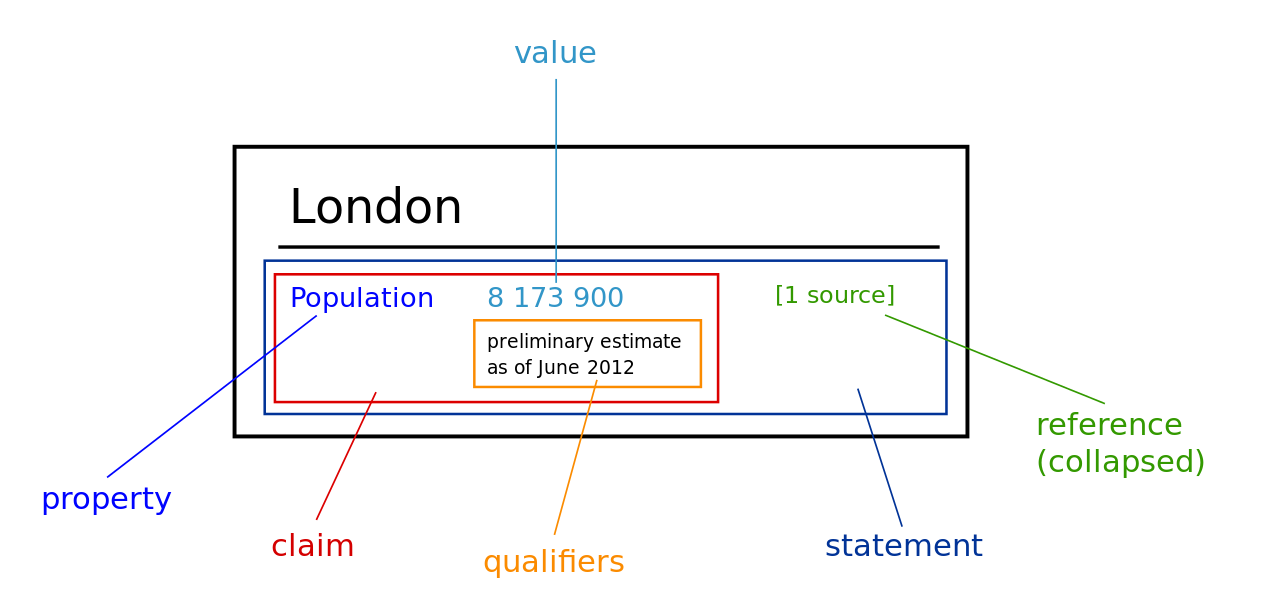 value
London
Population
8 173 900
[1 source]
preliminary estimate
as of June 2012
reference
(collapsed)
property
claim
qualifiers
statement